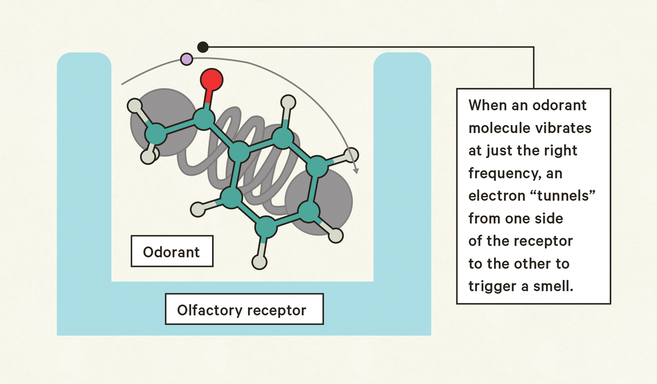 When an odorant
molecule vibrates
at just the right
frequency, an
electron “tunnels”
from one side
of the receptor
to the other to
trigger a smell.
Odorant
Olfactory receptor